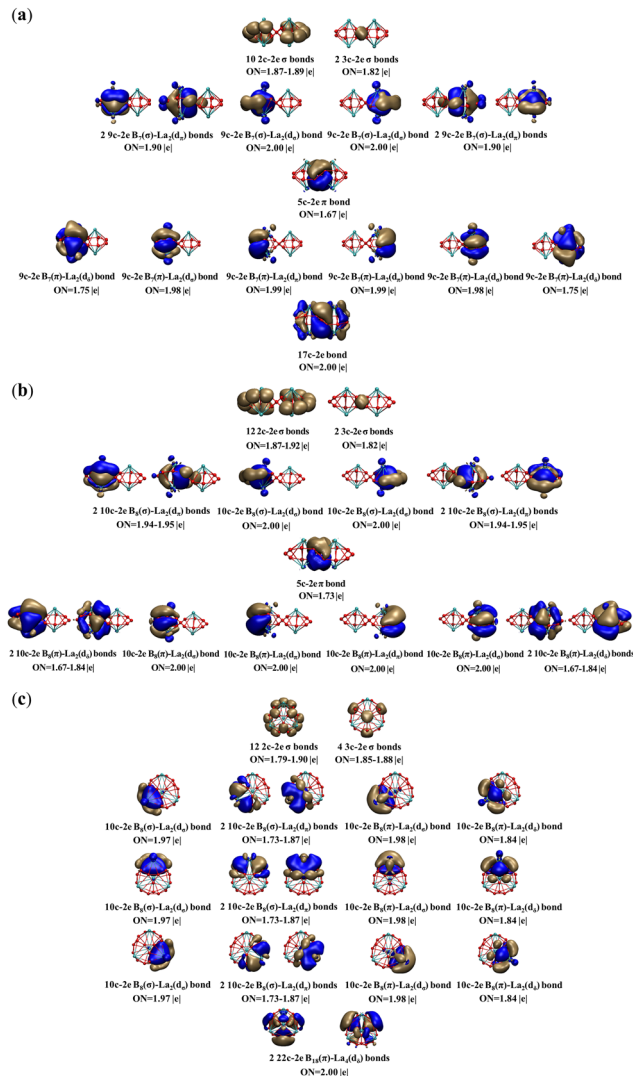 (a)
10 2c-2e σ bonds 2 3c-2e σ bonds
ON=1.87-1.89 |e| ON=1.82 |e|
2 9c-2e B₇(σ)-La₂(dπ) bonds 9c-2e B₇(σ)-La₂(dσ) bond 9c-2e B₇(σ)-La₂(dσ) bond 2 9c-2e B₇(σ)-La₂(dπ) bonds
ON=1.90 |e| ON=2.00 |e| ON=2.00 |e| ON=1.90 |e|
5c-2e π bond
ON=1.67 |e|
9c-2e B₇(π)-La₂(dδ) bond 9c-2e B₇(π)-La₂(dπ) bond 9c-2e B₇(π)-La₂(dπ) bond 9c-2e B₇(π)-La₂(dπ) bond 9c-2e B₇(π)-La₂(dπ) bond 9c-2e B₇(π)-La₂(dδ) bond
ON=1.75 |e| ON=1.98 |e| ON=1.99 |e| ON=1.99 |e| ON=1.98 |e| ON=1.75 |e|
17c-2e bond
ON=2.00 |e|
(b)
12 2c-2e σ bonds 2 3c-2e σ bonds
ON=1.87-1.92 |e| ON=1.82 |e|
2 10c-2e B₈(σ)-La₂(dπ) bonds 10c-2e B₈(σ)-La₂(dσ) bond 10c-2e B₈(σ)-La₂(dσ) bond 2 10c-2e B₈(σ)-La₂(dπ) bonds
ON=1.94-1.95 |e| ON=2.00 |e| ON=2.00 |e| ON=1.94-1.95 |e|
5c-2e π bond
ON=1.73 |e|
2 10c-2e B₈(π)-La₂(dδ) bonds 10c-2e B₈(π)-La₂(dπ) bond 10c-2e B₈(π)-La₂(dπ) bond 10c-2e B₈(π)-La₂(dπ) bond 10c-2e B₈(π)-La₂(dπ) bond 2 10c-2e B₈(π)-La₂(dδ) bonds
ON=1.67-1.84 |e| ON=2.00 |e| ON=2.00 |e| ON=2.00 |e| ON=2.00 |e| ON=1.67-1.84 |e|
(c)
12 2c-2e σ bonds 4 3c-2e σ bonds
ON=1.79-1.90 |e| ON=1.85-1.88 |e|
10c-2e B₈(σ)-La₂(dσ) bond 2 10c-2e B₈(σ)-La₂(dπ) bonds 10c-2e B₈(π)-La₂(dσ) bond 10c-2e B₈(π)-La₂(dδ) bond
ON=1.97 |e| ON=1.73-1.87 |e| ON=1.98 |e| ON=1.84 |e|
10c-2e B₈(σ)-La₂(dσ) bond 2 10c-2e B₈(σ)-La₂(dπ) bonds 10c-2e B₈(π)-La₂(dσ) bond 10c-2e B₈(π)-La₂(dδ) bond
ON=1.97 |e| ON=1.73-1.87 |e| ON=1.98 |e| ON=1.84 |e|
10c-2e B₈(σ)-La₂(dσ) bond 2 10c-2e B₈(σ)-La₂(dπ) bonds 10c-2e B₈(π)-La₂(dσ) bond 10c-2e B₈(π)-La₂(dδ) bond
ON=1.97 |e| ON=1.73-1.87 |e| ON=1.98 |e| ON=1.84 |e|
2 22c-2e B₁₈(π)-La₄(dδ) bonds
ON=2.00 |e|